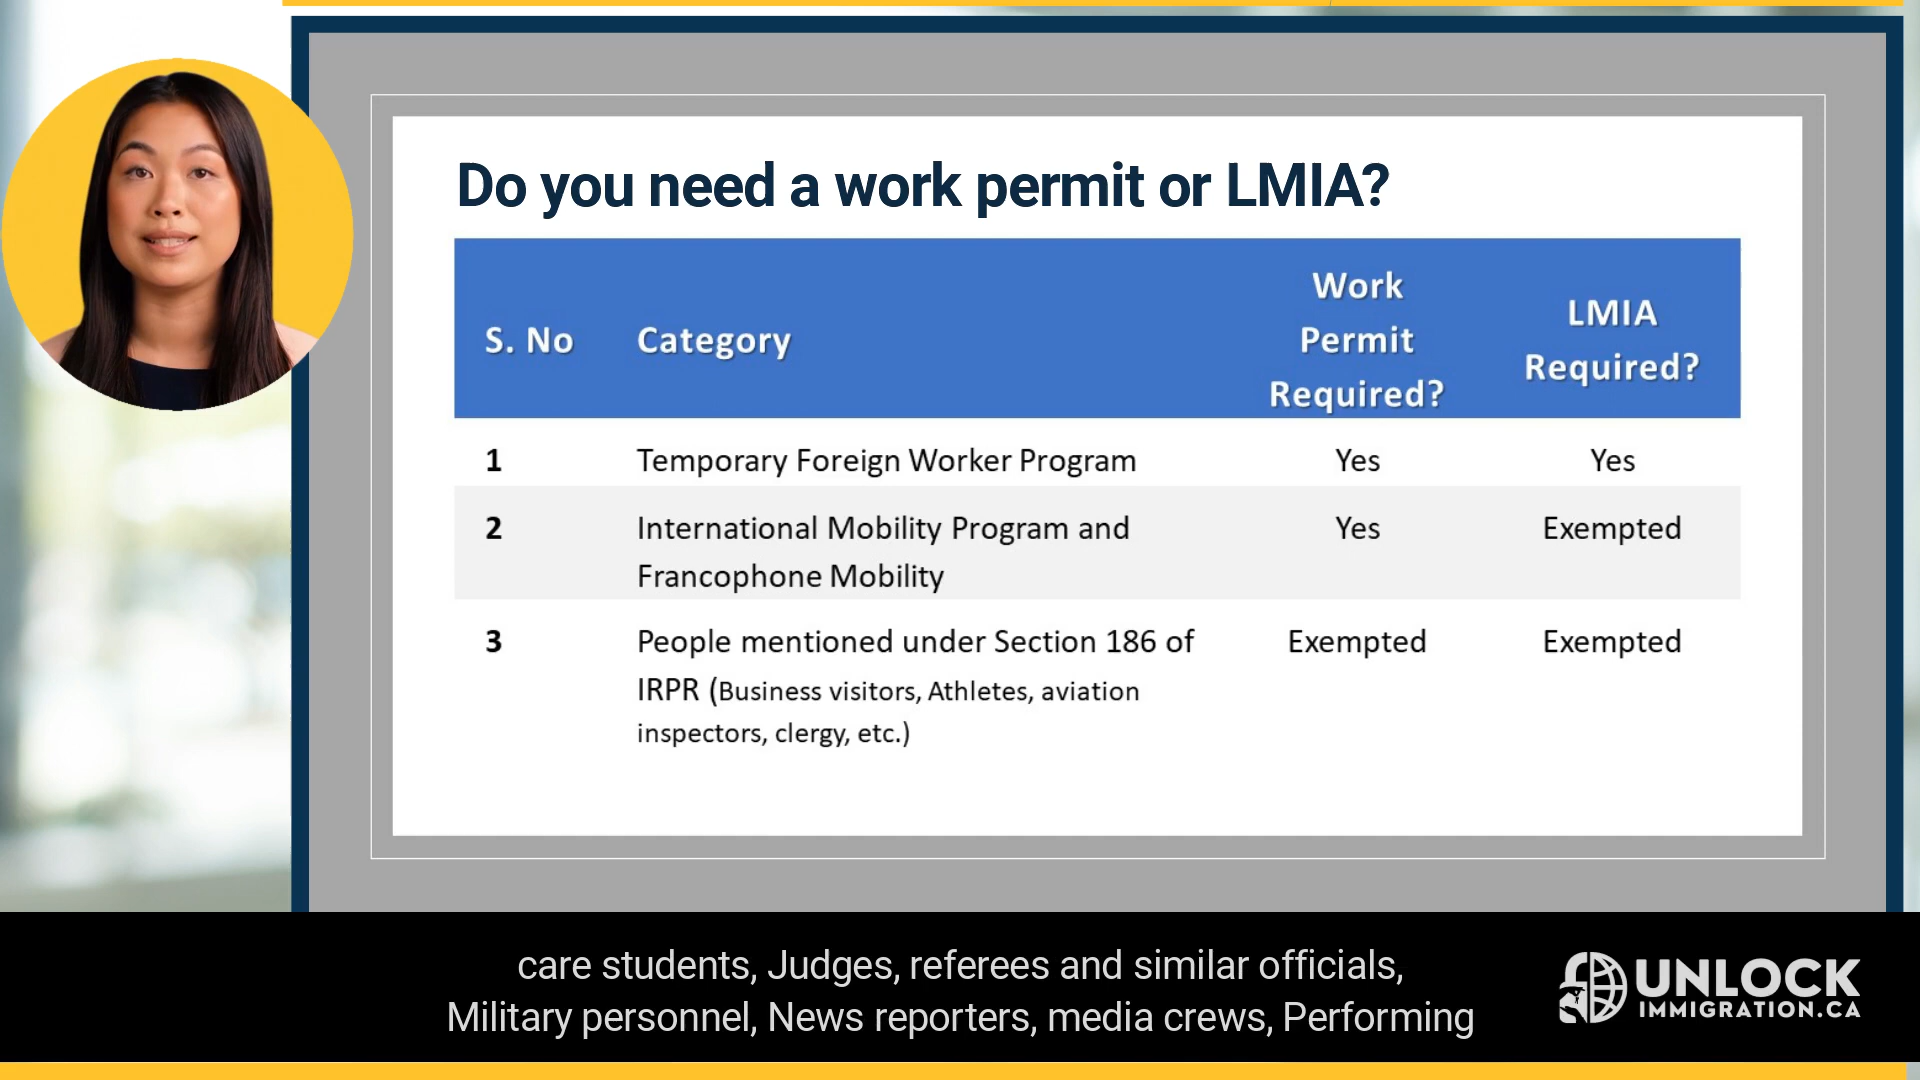 Do you need a work permit or LMIA?
S. No
Category
Work
Permit
Required?
LMIA
Required?
1
Temporary Foreign Worker Program
Yes
Yes
2
International Mobility Program and
Francophone Mobility
Yes
Exempted
3
People mentioned under Section 186 of
IRPR (Business visitors, Athletes, aviation
inspectors, clergy, etc.)
Exempted
Exempted
care students, Judges, referees and similar officials,
Military personnel, News reporters, media crews, Performing
UNLOCK
IMMIGRATION.CA